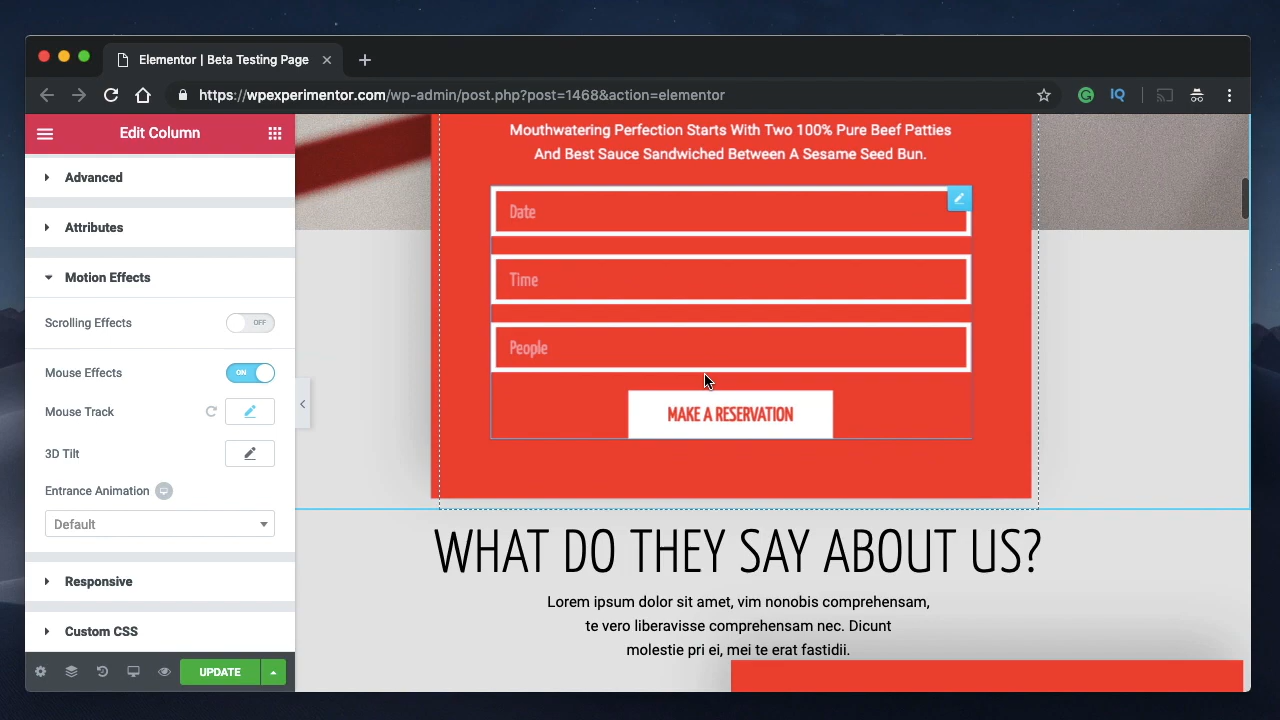 Elementor | Beta Testing Page
https://wpexperimentor.com/wp-admin/post.php?post=1468&action=elementor
IQ
Edit Column
Advanced
Attributes
Motion Effects
Scrolling Effects
OFF
Mouse Effects
ON
Mouse Track
3D Tilt
Entrance Animation
Default
Responsive
Custom CSS
UPDATE
Mouthwatering Perfection Starts With Two 100% Pure Beef Patties
And Best Sauce Sandwiched Between A Sesame Seed Bun.
Date
Time
People
MAKE A RESERVATION
WHAT DO THEY SAY ABOUT US?
Lorem ipsum dolor sit amet, vim nonobis comprehensam,
te vero liberavisse comprehensam nec. Dicunt
molestie pri ei, mei te erat fastidii.